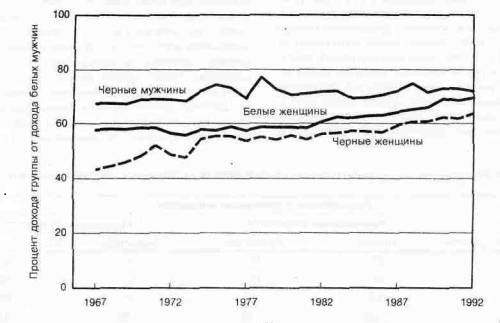 Процент дохода группы от дохода белых мужчин
100
80
60
40
20
0
Черные мужчины
Белые женщины
Черные женщины
1967 1972 1977 1982 1987 1992